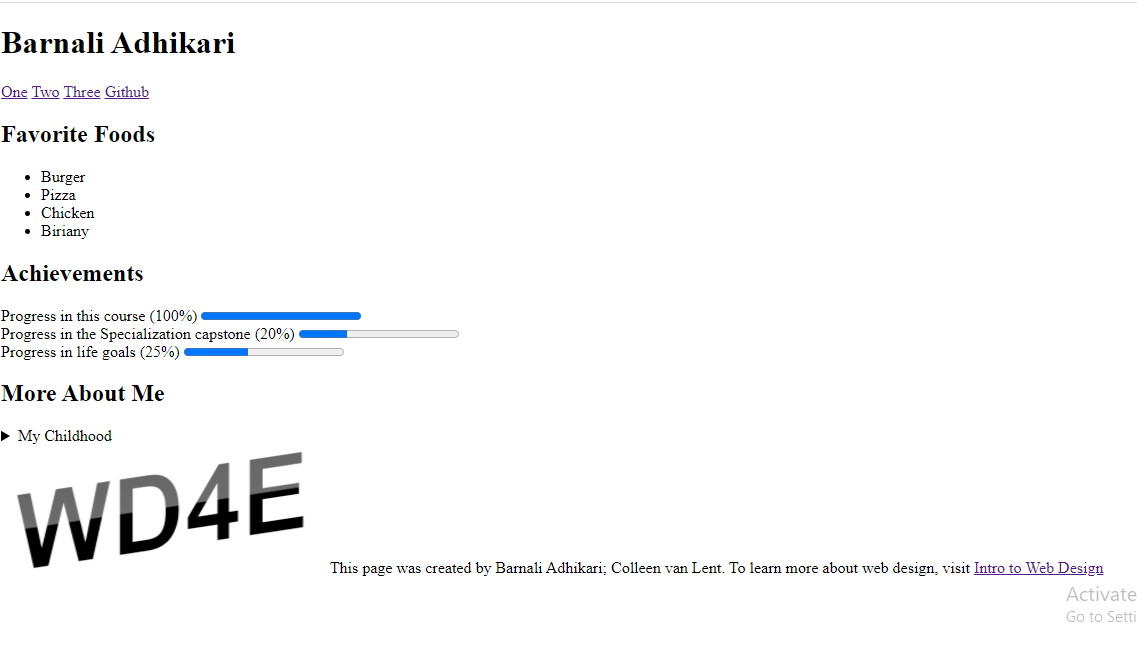 Barnali Adhikari
One Two Three Github
Favorite Foods
Burger
Pizza
Chicken
Biriany
Achievements
Progress in this course (100%)
Progress in the Specialization capstone (20%)
Progress in life goals (25%)
More About Me
My Childhood
WD4E
This page was created by Barnali Adhikari; Colleen van Lent. To learn more about web design, visit Intro to Web Design
Activate
Go to Setti